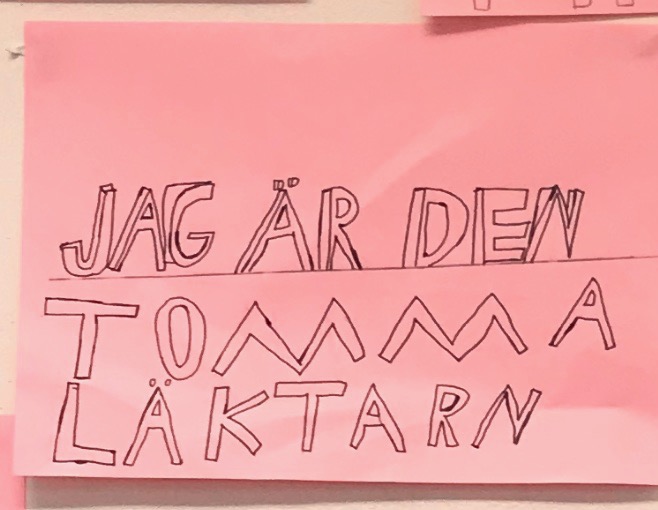 JAG ÄR DEN
TOMMA
LÄKTARN